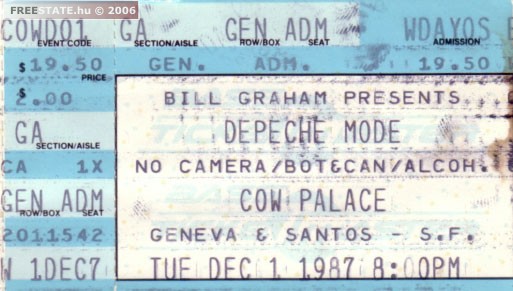 FREESTATE.hu © 2006
COWD01 GA GEN ADM WDAYOS
EVENT CODE SECTION/AISLE ROW/BOX SEAT ADMISSION
$19.50 GEN. ADM. 19.50
PRICE
$2.00 BILL GRAHAM PRESENTS..
GA DEPECHE MODE
SECTION/AISLE
CA 1X NO CAMERA/BOT&CAN/ALCOH.
GEN ADM COW PALACE
ROW/BOX SEAT
2011542 GENEVA & SANTOS - S.F.
W 1DEC7 TUE DEC 1 1987 8:00PM